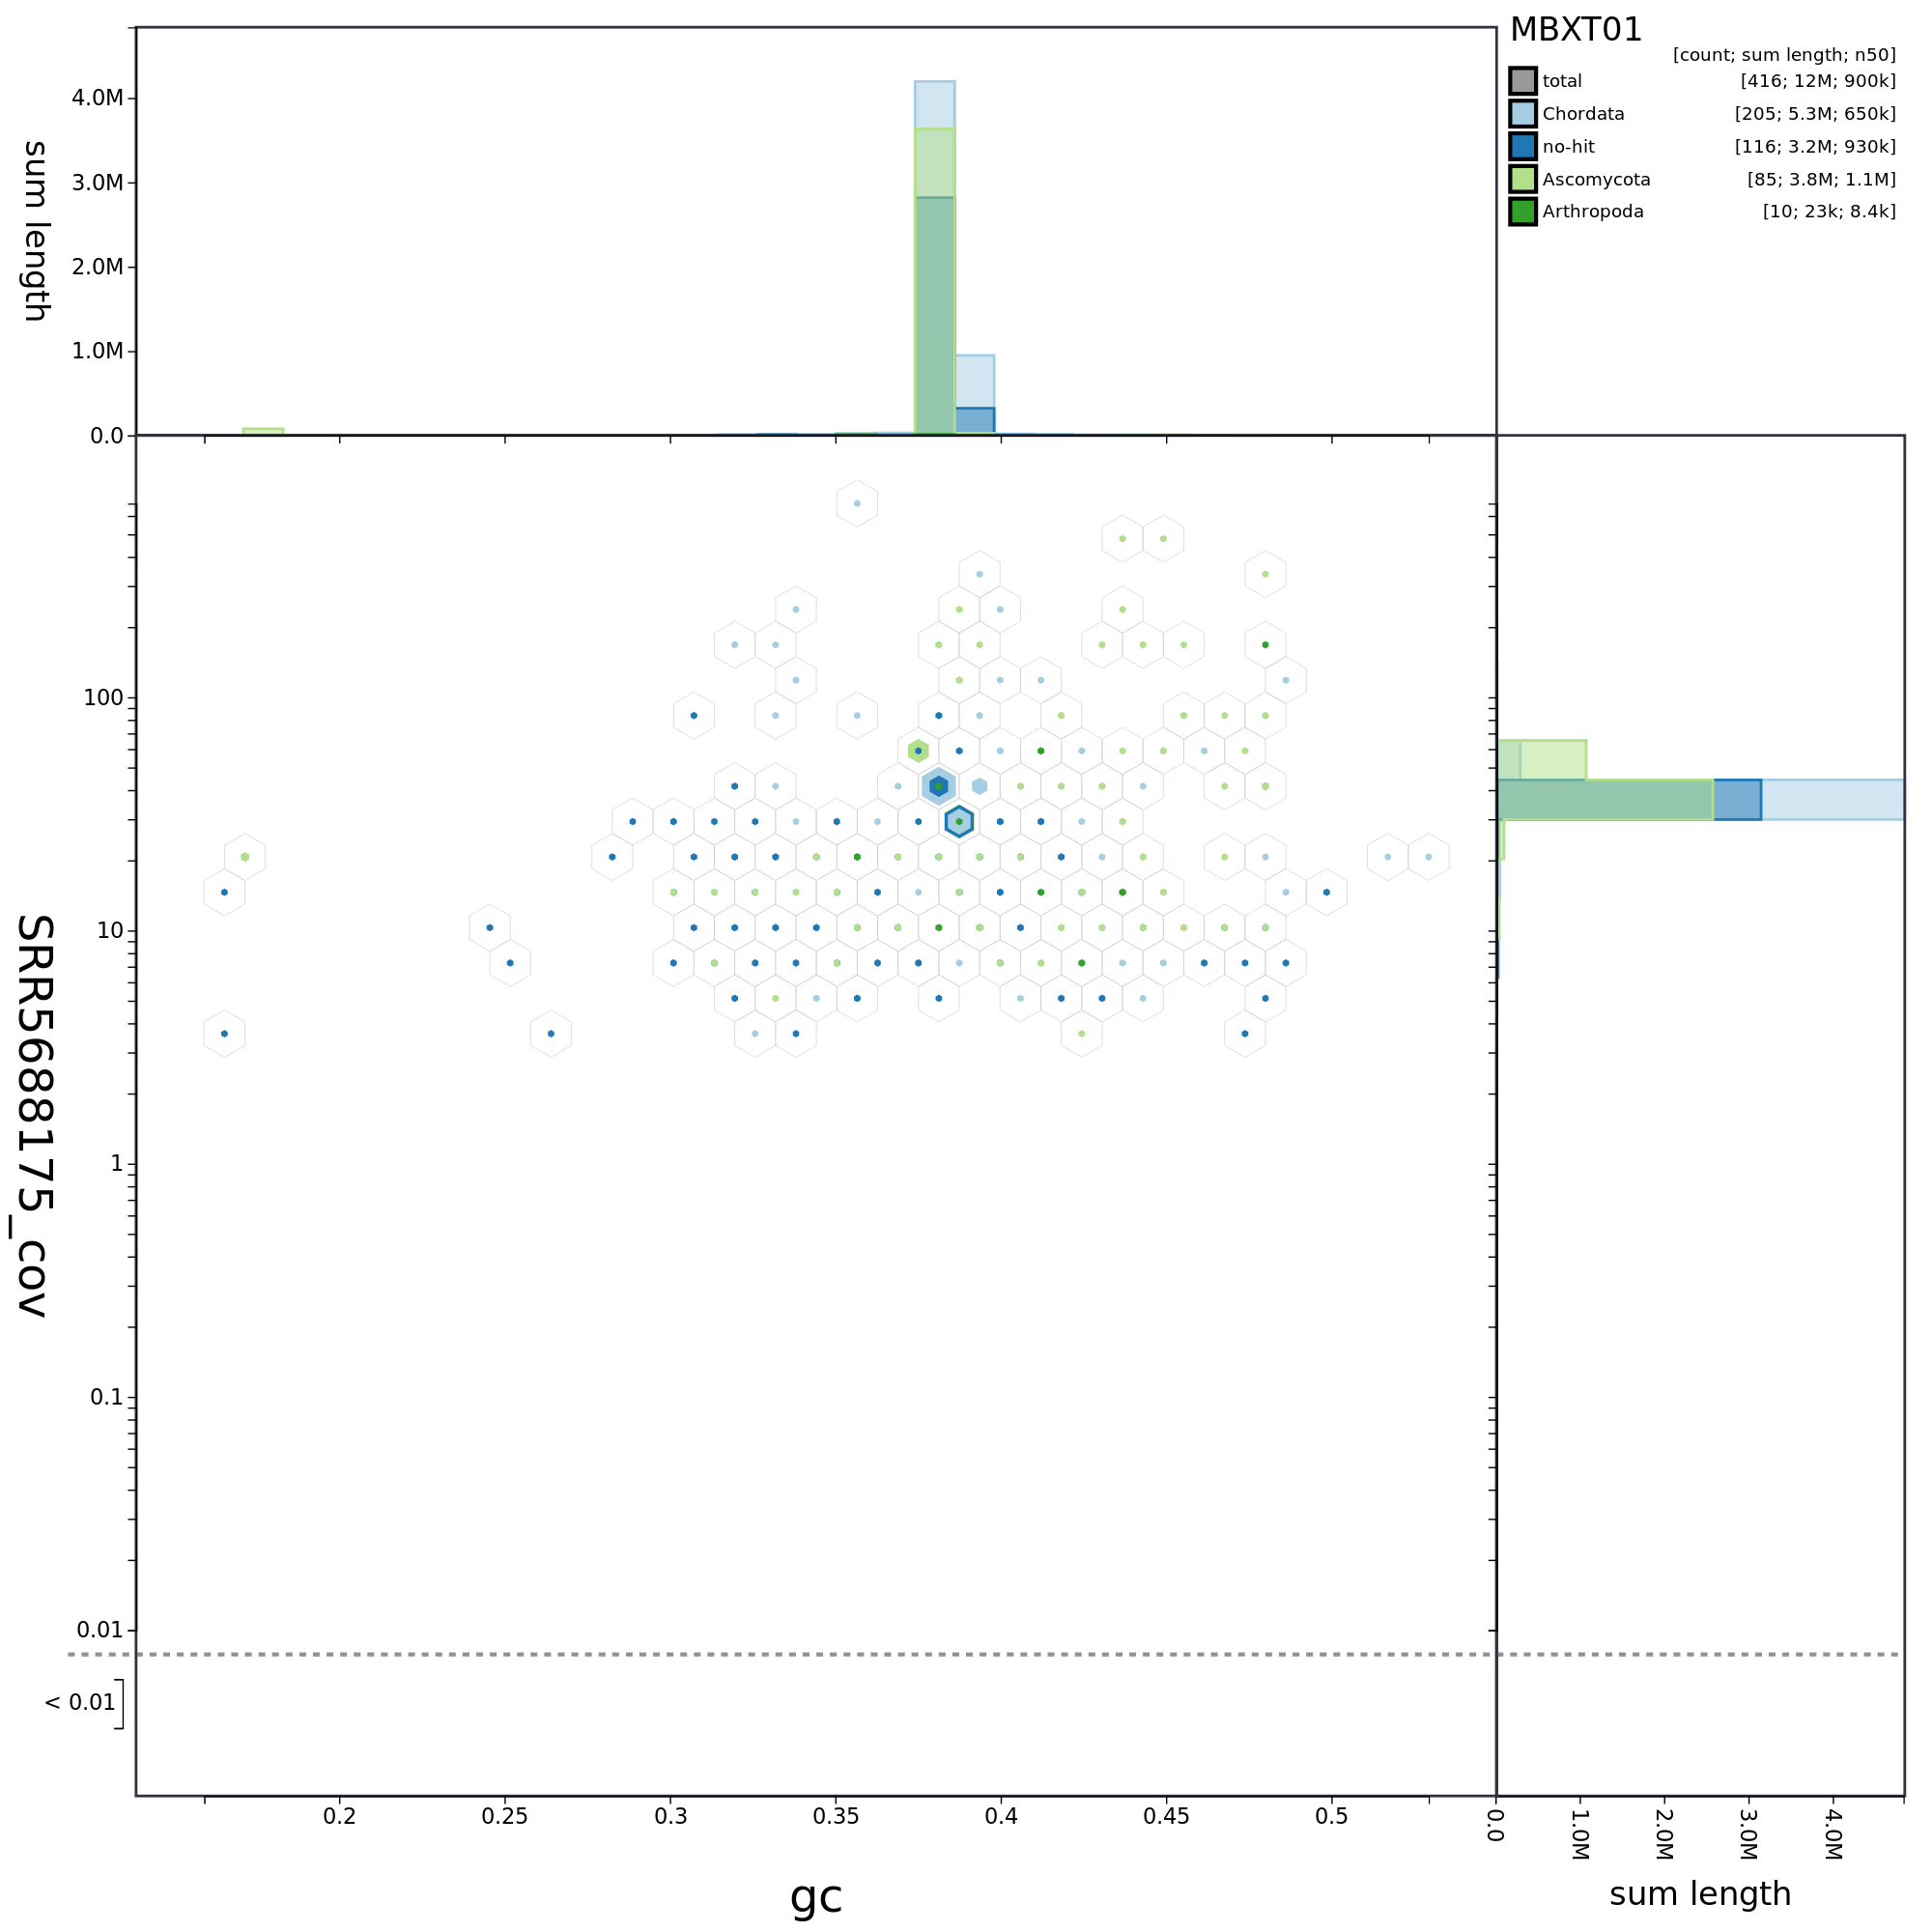 MBXT01
[count; sum length; n50]
total [416; 12M; 900k]
Chordata [205; 5.3M; 650k]
no-hit [116; 3.2M; 930k]
Ascomycota [85; 3.8M; 1.1M]
Arthropoda [10; 23k; 8.4k]
sum length
4.0M
3.0M
2.0M
1.0M
0.0
SRR5688175_cov
100
10
1
0.1
0.01
< 0.01
0.2 0.25 0.3 0.35 0.4 0.45 0.5
gc
0.0 1.0M 2.0M 3.0M 4.0M
sum length